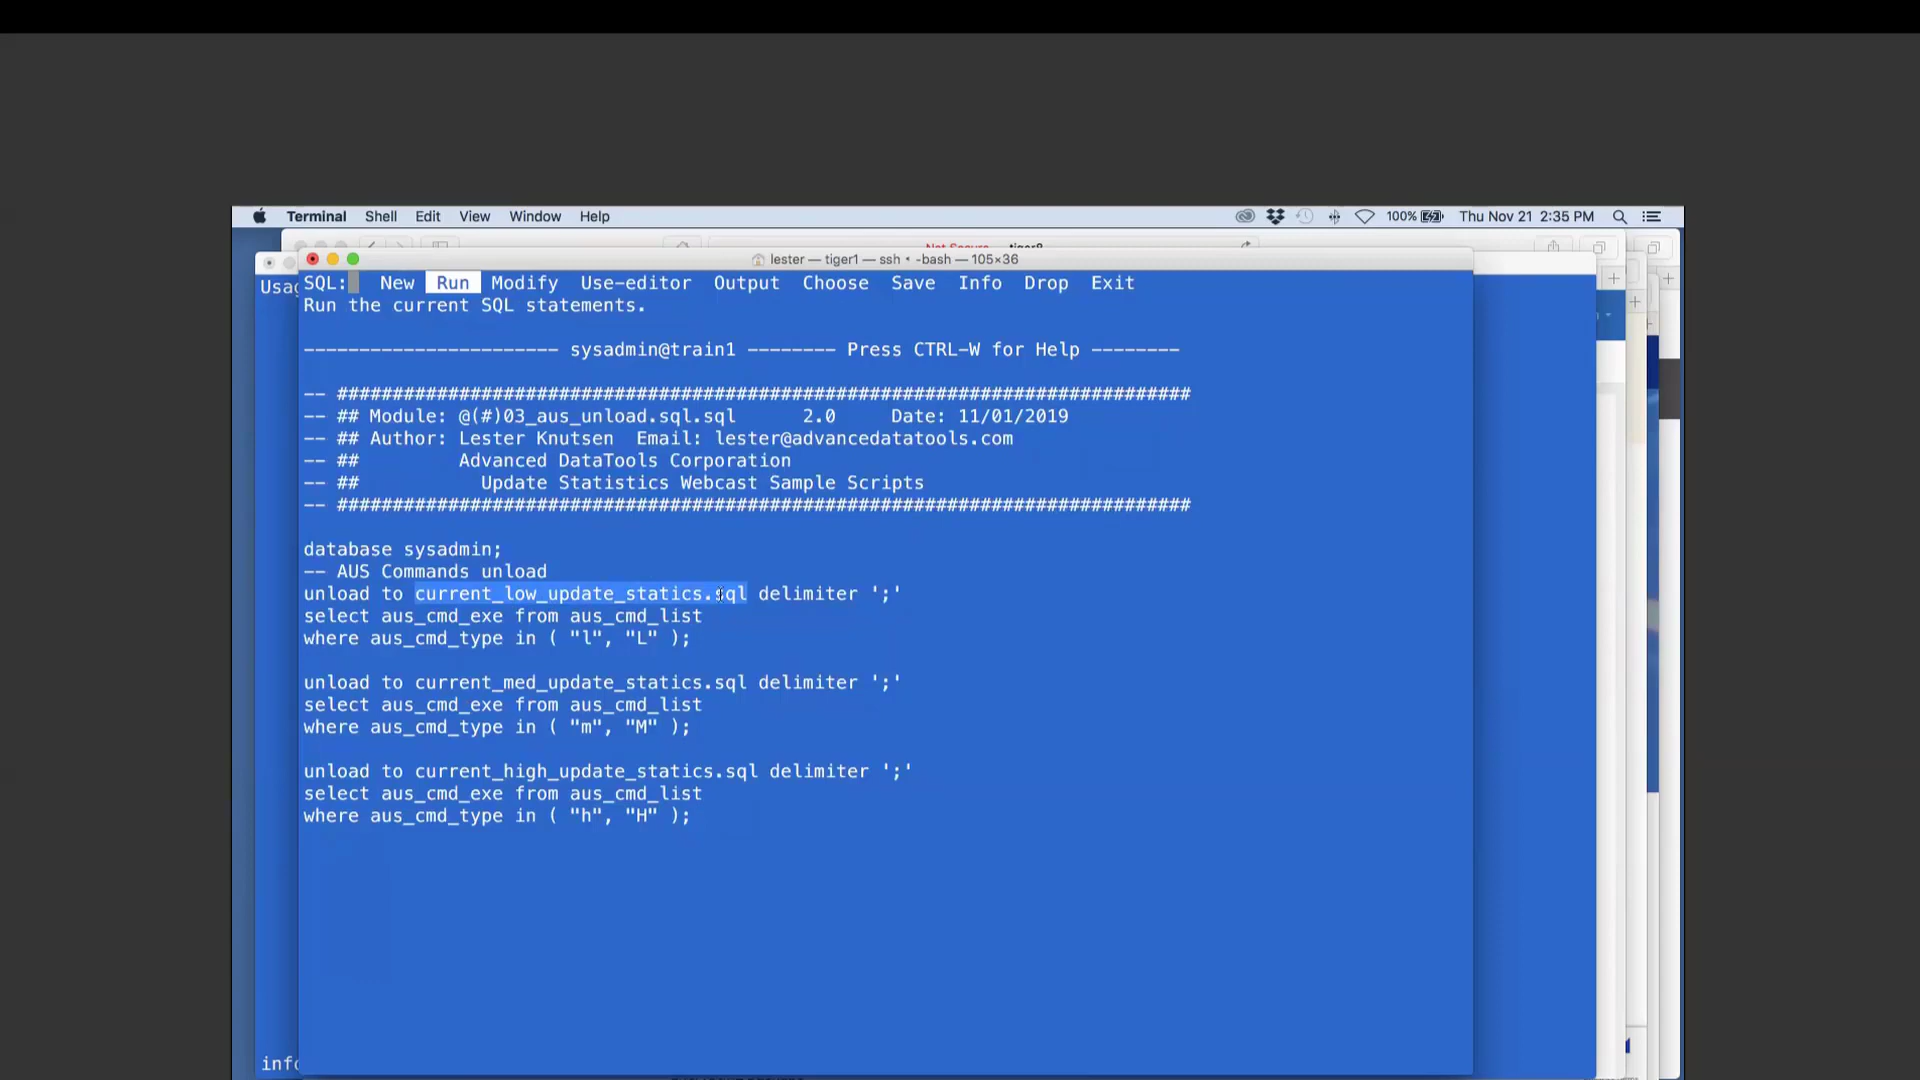 Terminal Shell Edit View Window Help 100% Thu Nov 21 2:35 PM
lester — tiger1 — ssh • -bash — 105×36
Usag
SQL: New Run Modify Use-editor Output Choose Save Info Drop Exit
Run the current SQL statements.
----------------------- sysadmin@train1 -------- Press CTRL-W for Help --------
-- #############################################################################
-- ## Module: @(#)03_aus_unload.sql.sql 2.0 Date: 11/01/2019
-- ## Author: Lester Knutsen Email: lester@advancedatatools.com
-- ## Advanced DataTools Corporation
-- ## Update Statistics Webcast Sample Scripts
-- #############################################################################
database sysadmin;
-- AUS Commands unload
unload to current_low_update_statics.sql delimiter ';'
select aus_cmd_exe from aus_cmd_list
where aus_cmd_type in ( "l", "L" );
unload to current_med_update_statics.sql delimiter ';'
select aus_cmd_exe from aus_cmd_list
where aus_cmd_type in ( "m", "M" );
unload to current_high_update_statics.sql delimiter ';'
select aus_cmd_exe from aus_cmd_list
where aus_cmd_type in ( "h", "H" );
info